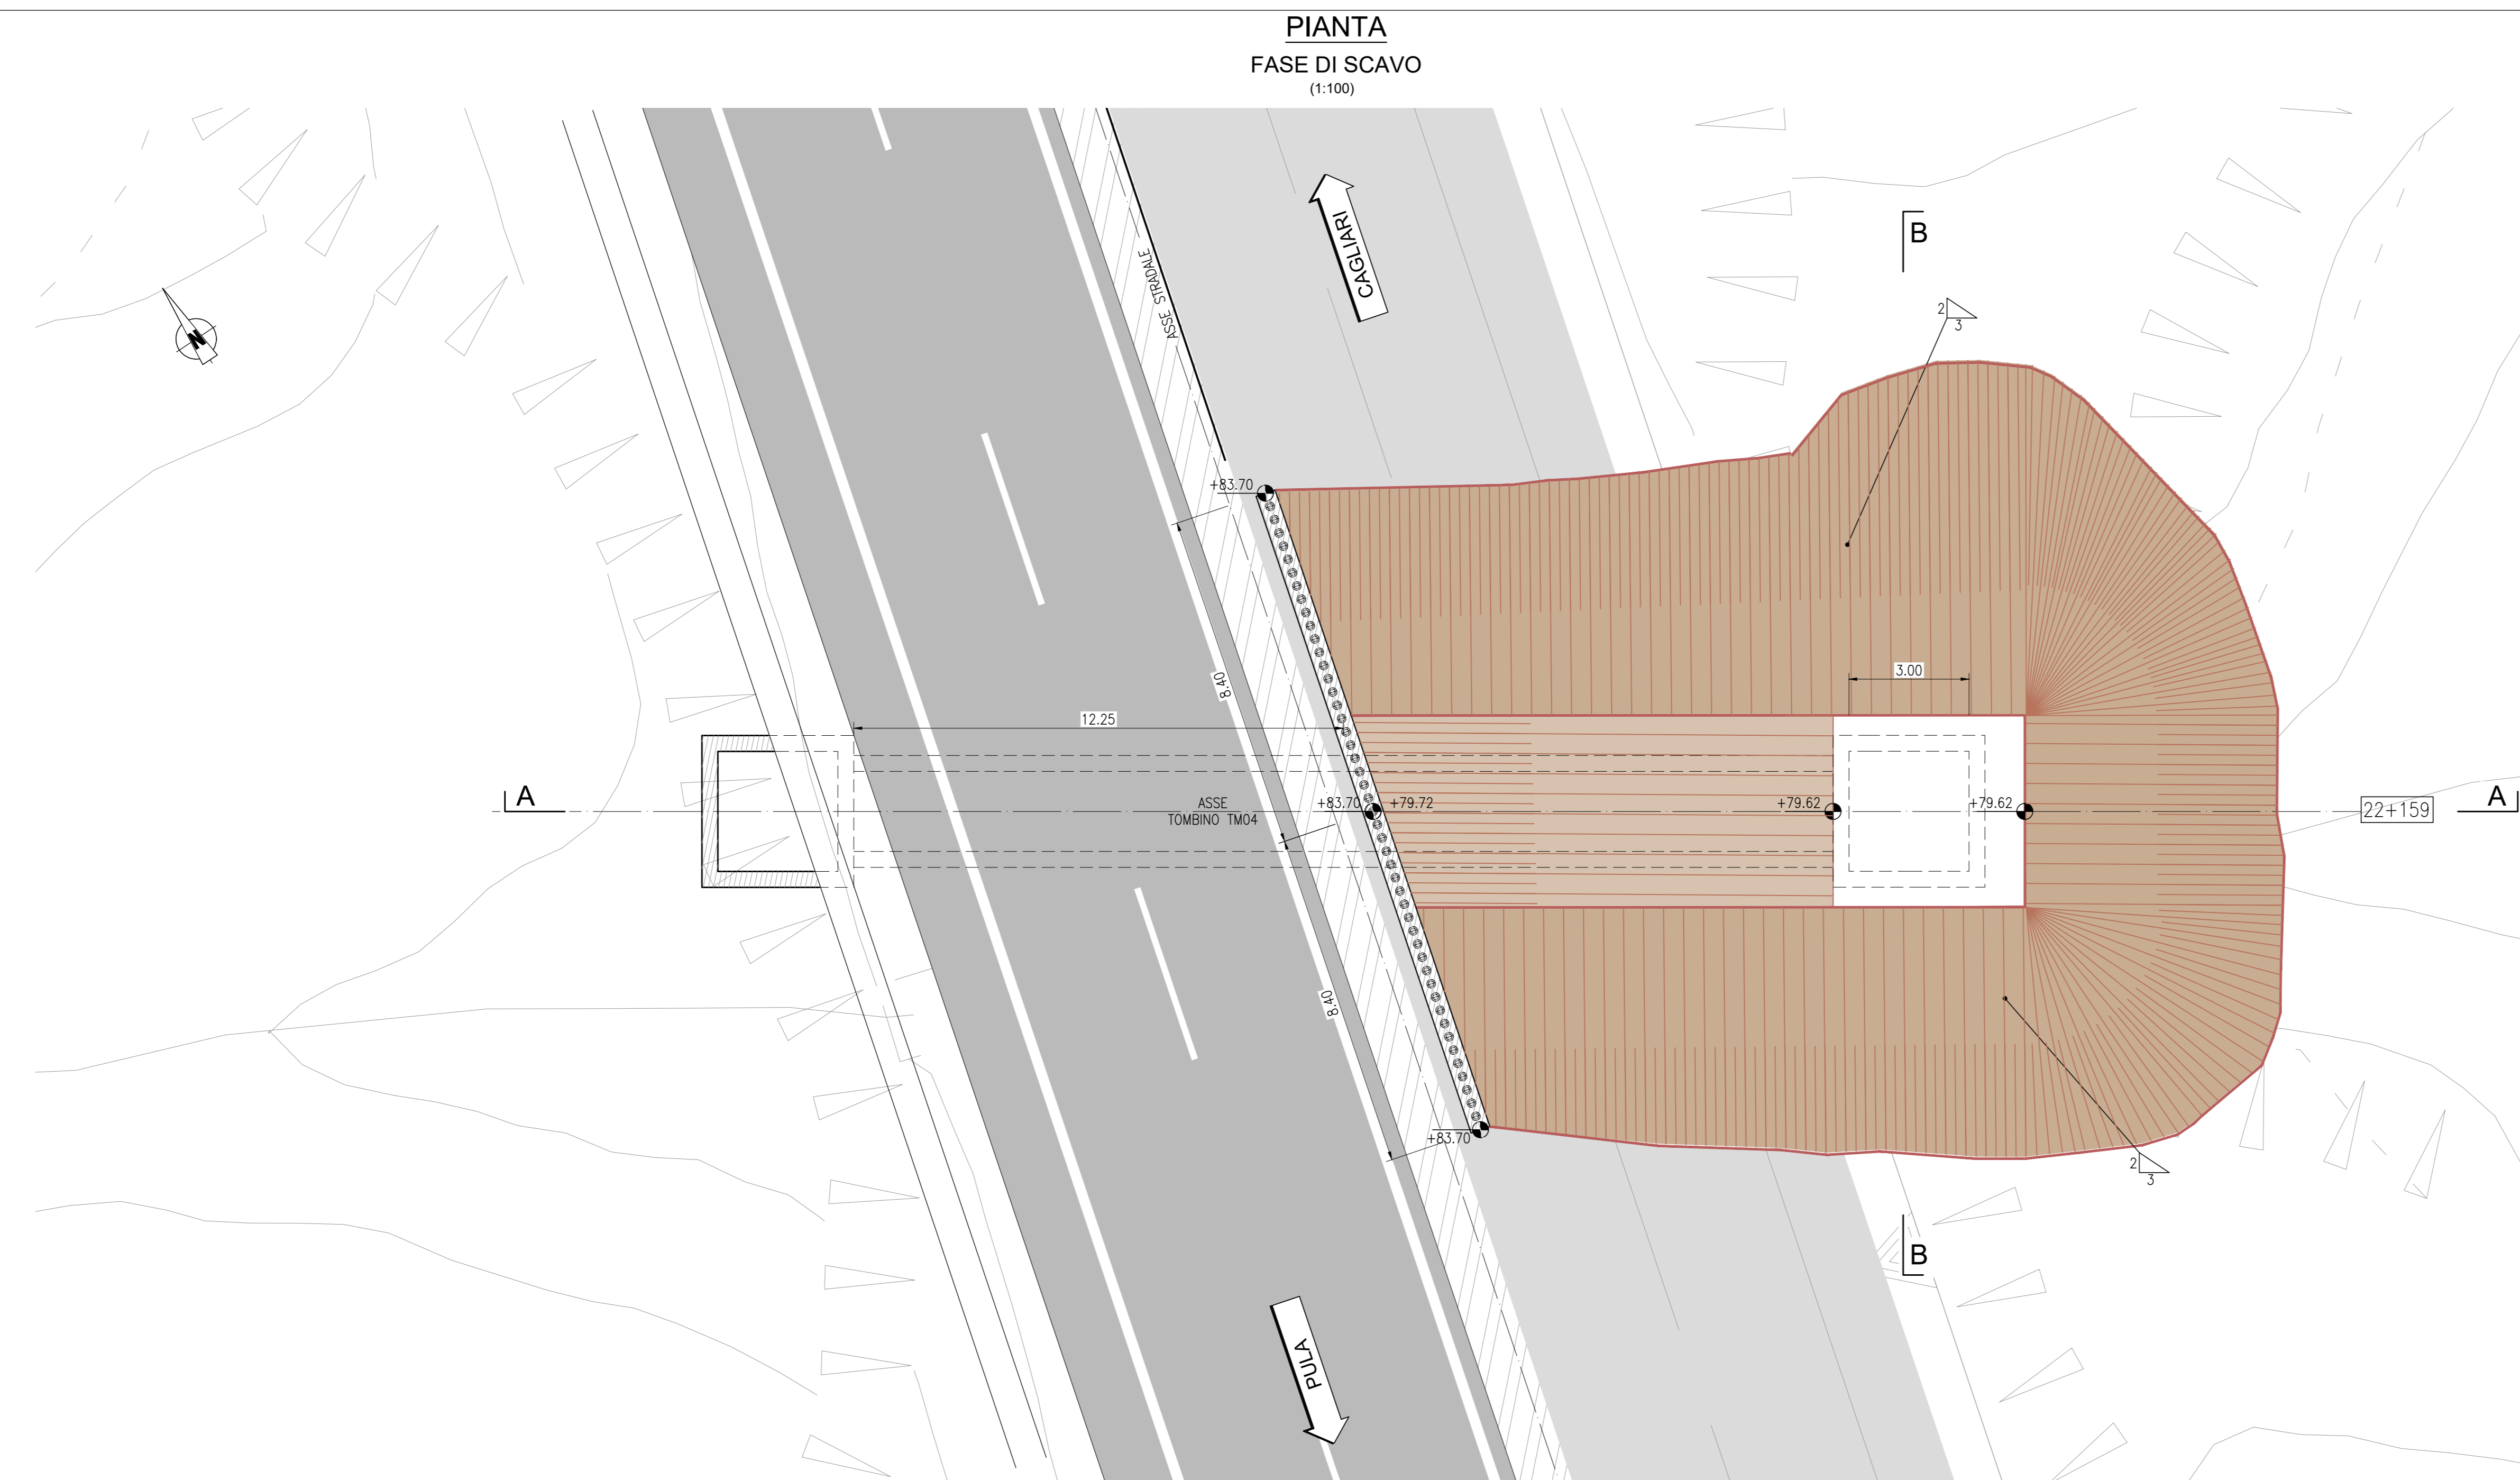 PIANTA
FASE DI SCAVO
(1:100)
CAGLIARI
B
ASSE STRADALE
2
3
N
+83.70
8.40
3.00
12.25
A
ASSE
TOMBINO TM04
+83.70
+79.72
+79.62
+79.62
22+159
A
8.40
+83.70
2
3
B
PULA